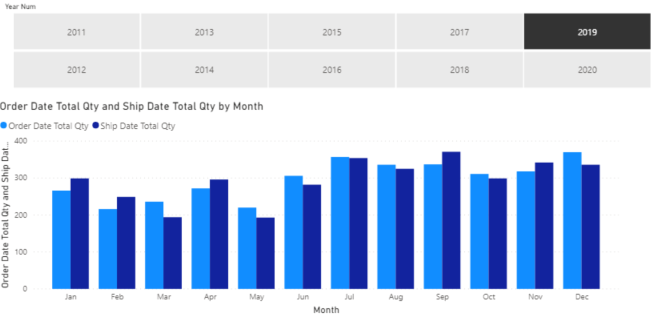 Year Num
2011 2013 2015 2017 2019
2012 2014 2016 2018 2020
Order Date Total Qty and Ship Date Total Qty by Month
Order Date Total Qty Ship Date Total Qty
Order Date Total Qty and Ship Dat...
400
300
200
100
0
Jan Feb Mar Apr May Jun Jul Aug Sep Oct Nov Dec
Month